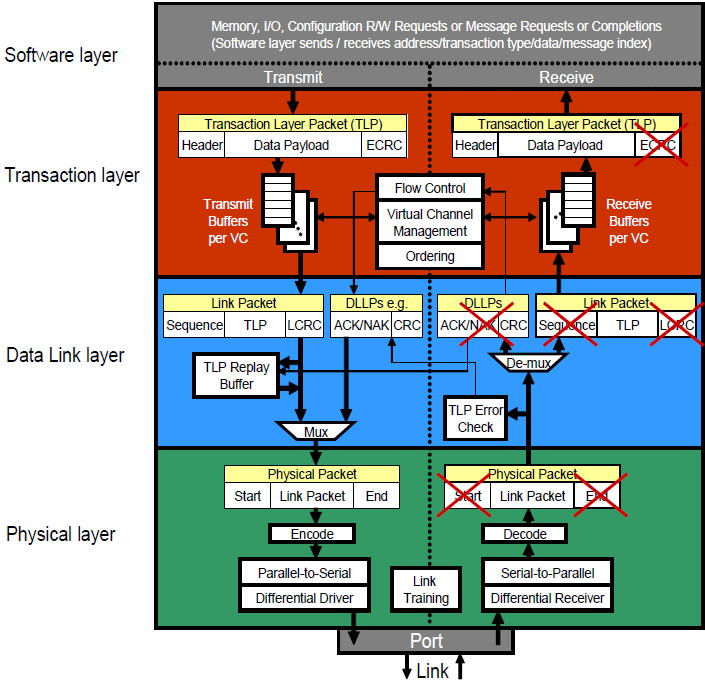 Software layer
Memory, I/O, Configuration R/W Requests or Message Requests or Completions
(Software layer sends / receives address/transaction type/data/message index)
Transmit
Receive
Transaction layer
Transaction Layer Packet (TLP)
Header
Data Payload
ECRC
Transaction Layer Packet (TLP)
Header
Data Payload
ECRC
Transmit
Buffers
per VC
Flow Control
Virtual Channel
Management
Ordering
Receive
Buffers
per VC
Data Link layer
Link Packet
Sequence
TLP
LCRC
DLLPs e.g.
ACK/NAK
CRC
DLLPs
ACK/NAK
CRC
Link Packet
Sequence
TLP
LCRC
TLP Replay
Buffer
De-mux
TLP Error
Check
Mux
Physical layer
Physical Packet
Start
Link Packet
End
Physical Packet
Start
Link Packet
End
Encode
Decode
Parallel-to-Serial
Differential Driver
Link
Training
Serial-to-Parallel
Differential Receiver
Port
Link